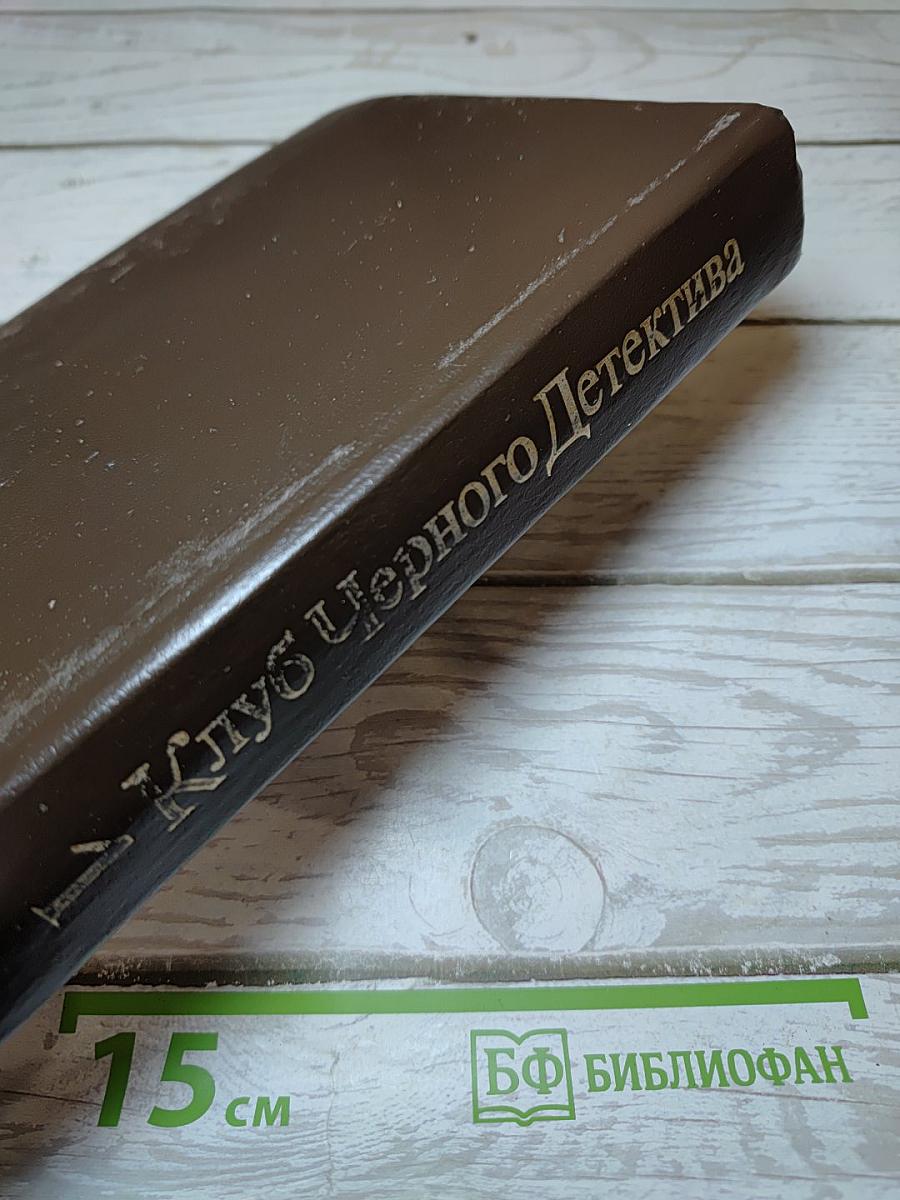 Клуб Черного Детектива
15 см
БФ БИБЛИОФАН